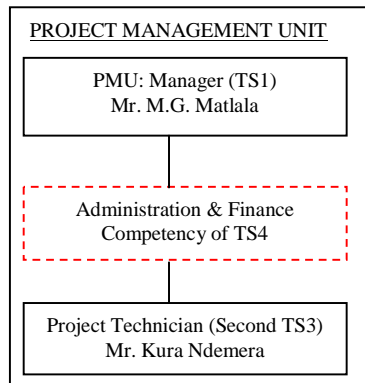 PROJECT MANAGEMENT UNIT
PMU: Manager (TS1)
Mr. M.G. Matlala
Administration & Finance
Competency of TS4
Project Technician (Second TS3)
Mr. Kura Ndemera